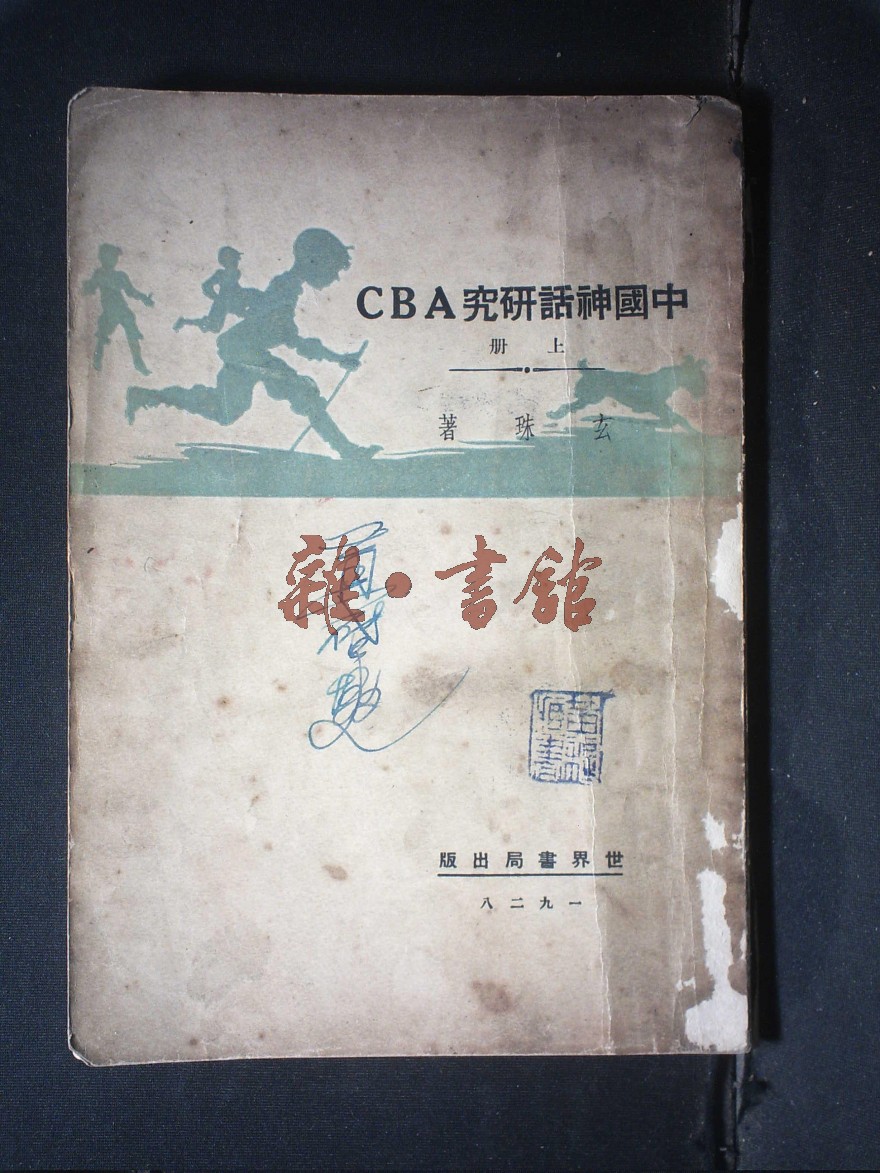 中國神話研究ABC
上册
玄珠著
雜·書館
世界書局出版
一九二八